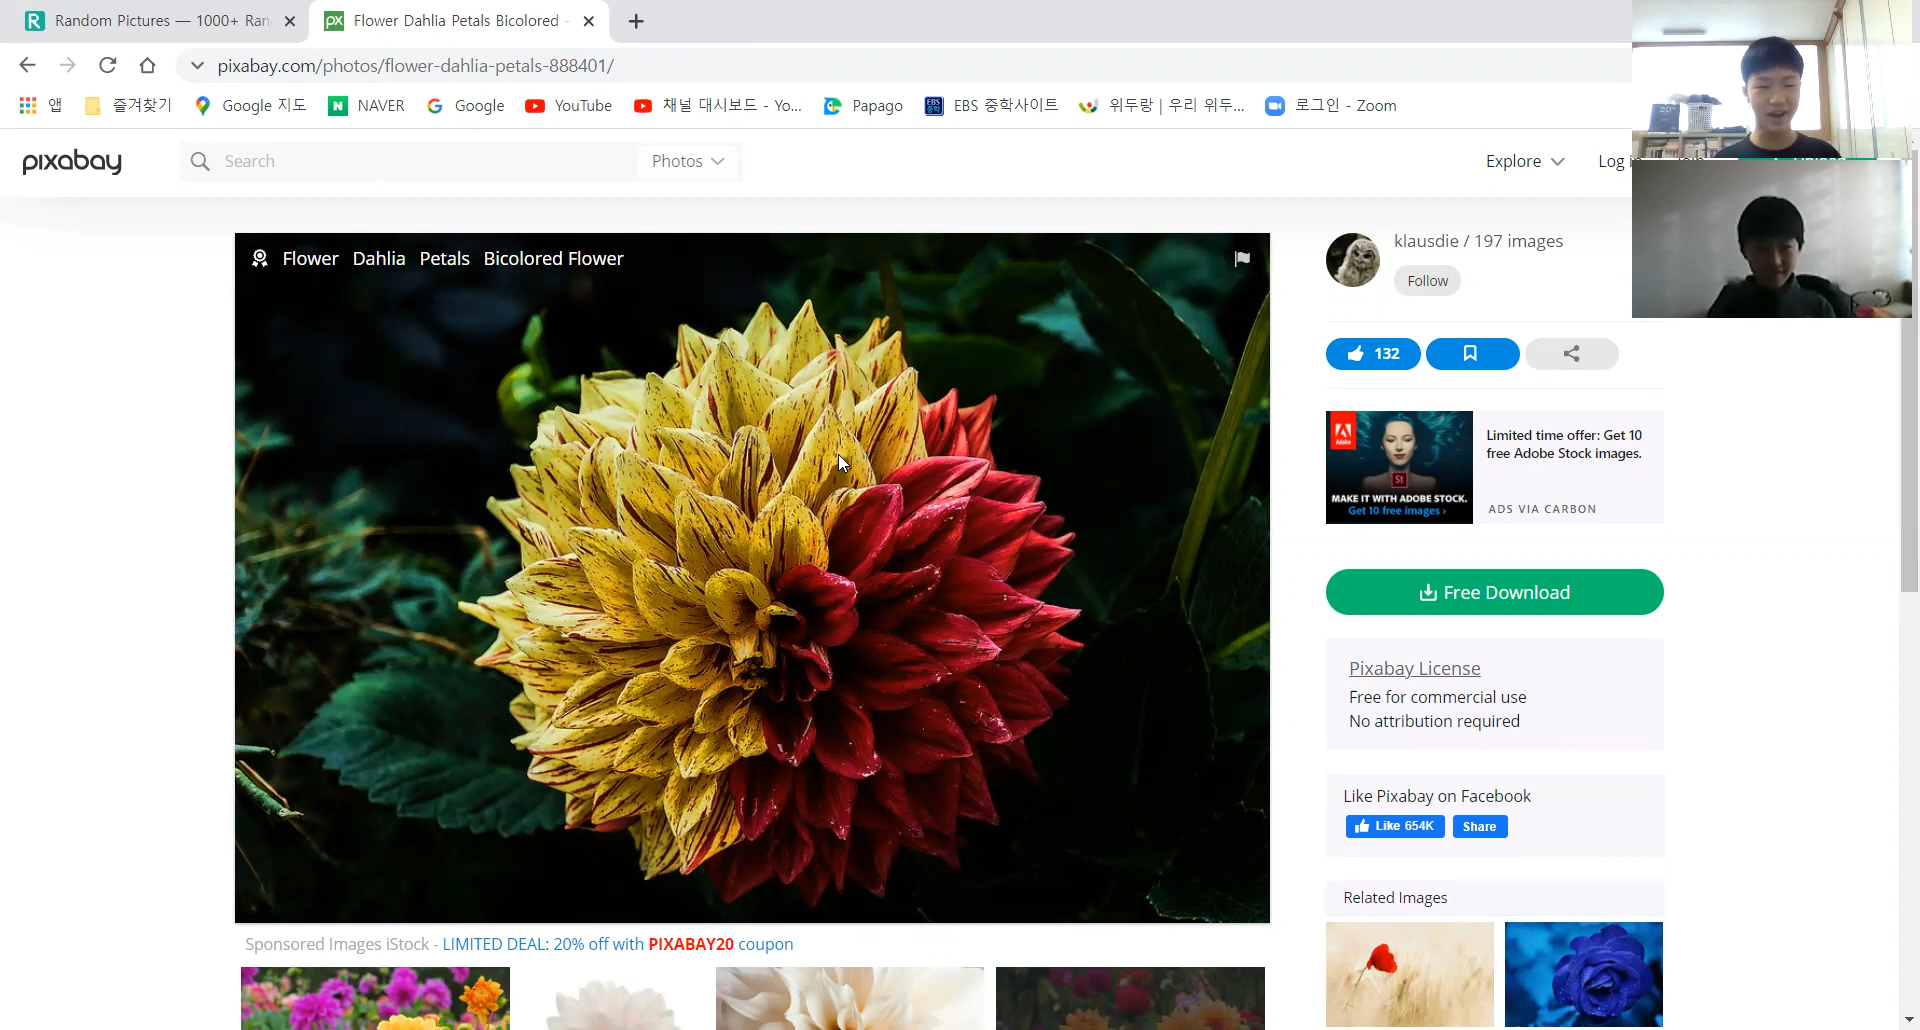 Random Pictures — 1000+ Ran
Flower Dahlia Petals Bicolored -
pixabay.com/photos/flower-dahlia-petals-888401/
앱 즐겨찾기 Google 지도 NAVER Google YouTube 채널 대시보드 - Yo... Papago EBS 중학사이트 위두랑 | 우리 위두... 로그인 - Zoom
pixabay Search Photos Explore Log i
Flower Dahlia Petals Bicolored Flower
klausdie / 197 images
Follow
132
Adobe
St
MAKE IT WITH ADOBE STOCK.
Get 10 free images ›
Limited time offer: Get 10
free Adobe Stock images.
ADS VIA CARBON
Free Download
Pixabay License
Free for commercial use
No attribution required
Like Pixabay on Facebook
Like 654K Share
Related Images
Sponsored Images iStock - LIMITED DEAL: 20% off with PIXABAY20 coupon